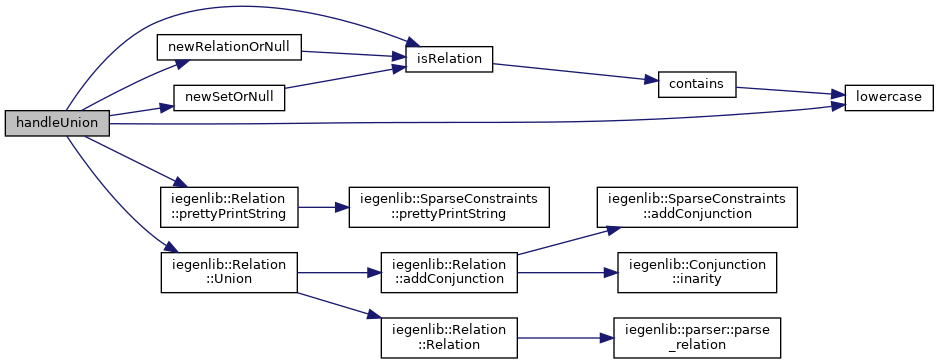 handleUnion
newRelationOrNull
newSetOrNull
isRelation
contains
lowercase
iegenlib::Relation
::prettyPrintString
iegenlib::SparseConstraints
::prettyPrintString
iegenlib::Relation
::Union
iegenlib::Relation
::addConjunction
iegenlib::SparseConstraints
::addConjunction
iegenlib::Conjunction
::inarity
iegenlib::Relation
::Relation
iegenlib::parser::parse
_relation